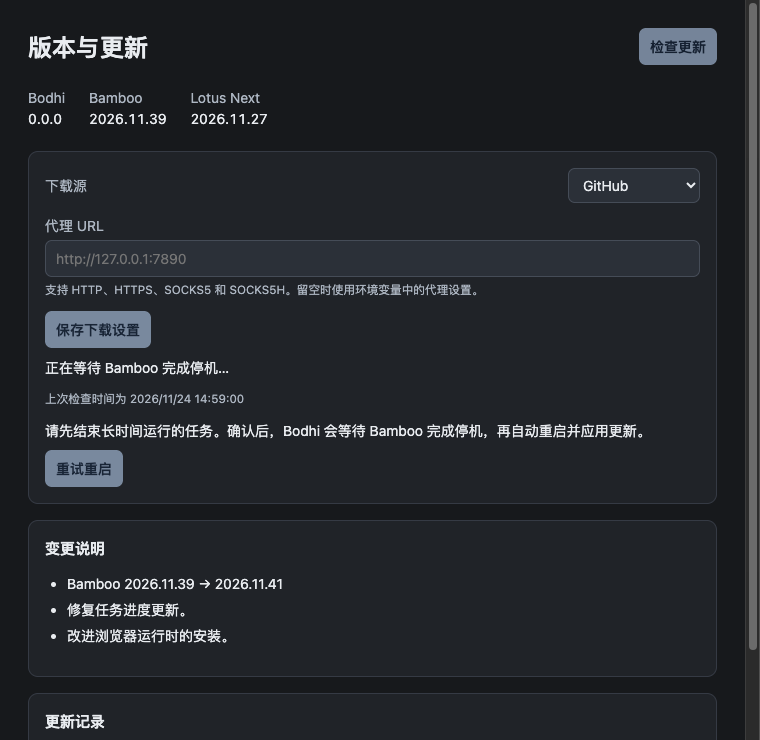 版本与更新
检查更新
Bodhi
Bamboo
Lotus Next
0.0.0
2026.11.39
2026.11.27
下载源
GitHub
代理 URL
http://127.0.0.1:7890
支持 HTTP、HTTPS、SOCKS5 和 SOCKS5H。留空时使用环境变量中的代理设置。
保存下载设置
正在等待 Bamboo 完成停机...
上次检查时间为 2026/11/24 14:59:00
请先结束长时间运行的任务。确认后，Bodhi 会等待 Bamboo 完成停机，再自动重启并应用更新。
重试重启
变更说明
• Bamboo 2026.11.39 → 2026.11.41
• 修复任务进度更新。
• 改进浏览器运行时的安装。
更新记录